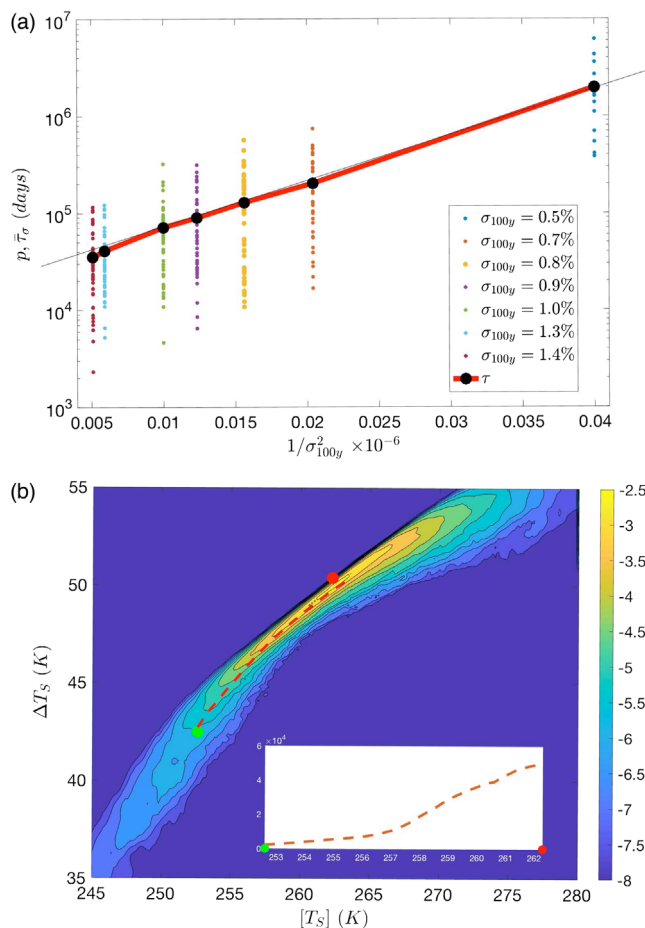 (a)
10^7
10^6
10^5
10^4
10^3
p, τ̄_σ (days)
σ_100y = 0.5%
σ_100y = 0.7%
σ_100y = 0.8%
σ_100y = 0.9%
σ_100y = 1.0%
σ_100y = 1.3%
σ_100y = 1.4%
τ
0.005 0.01 0.015 0.02 0.025 0.03 0.035 0.04
1/σ²_100y ×10^-6
(b)
55
50
45
40
35
ΔT_S (K)
-2.5
-3
-3.5
-4
-4.5
-5
-5.5
-6
-6.5
-7
-7.5
-8
6 ×10^4
4
2
0
253 254 255 256 257 258 259 260 261 262
245 250 255 260 265 270 275 280
[T_S] (K)